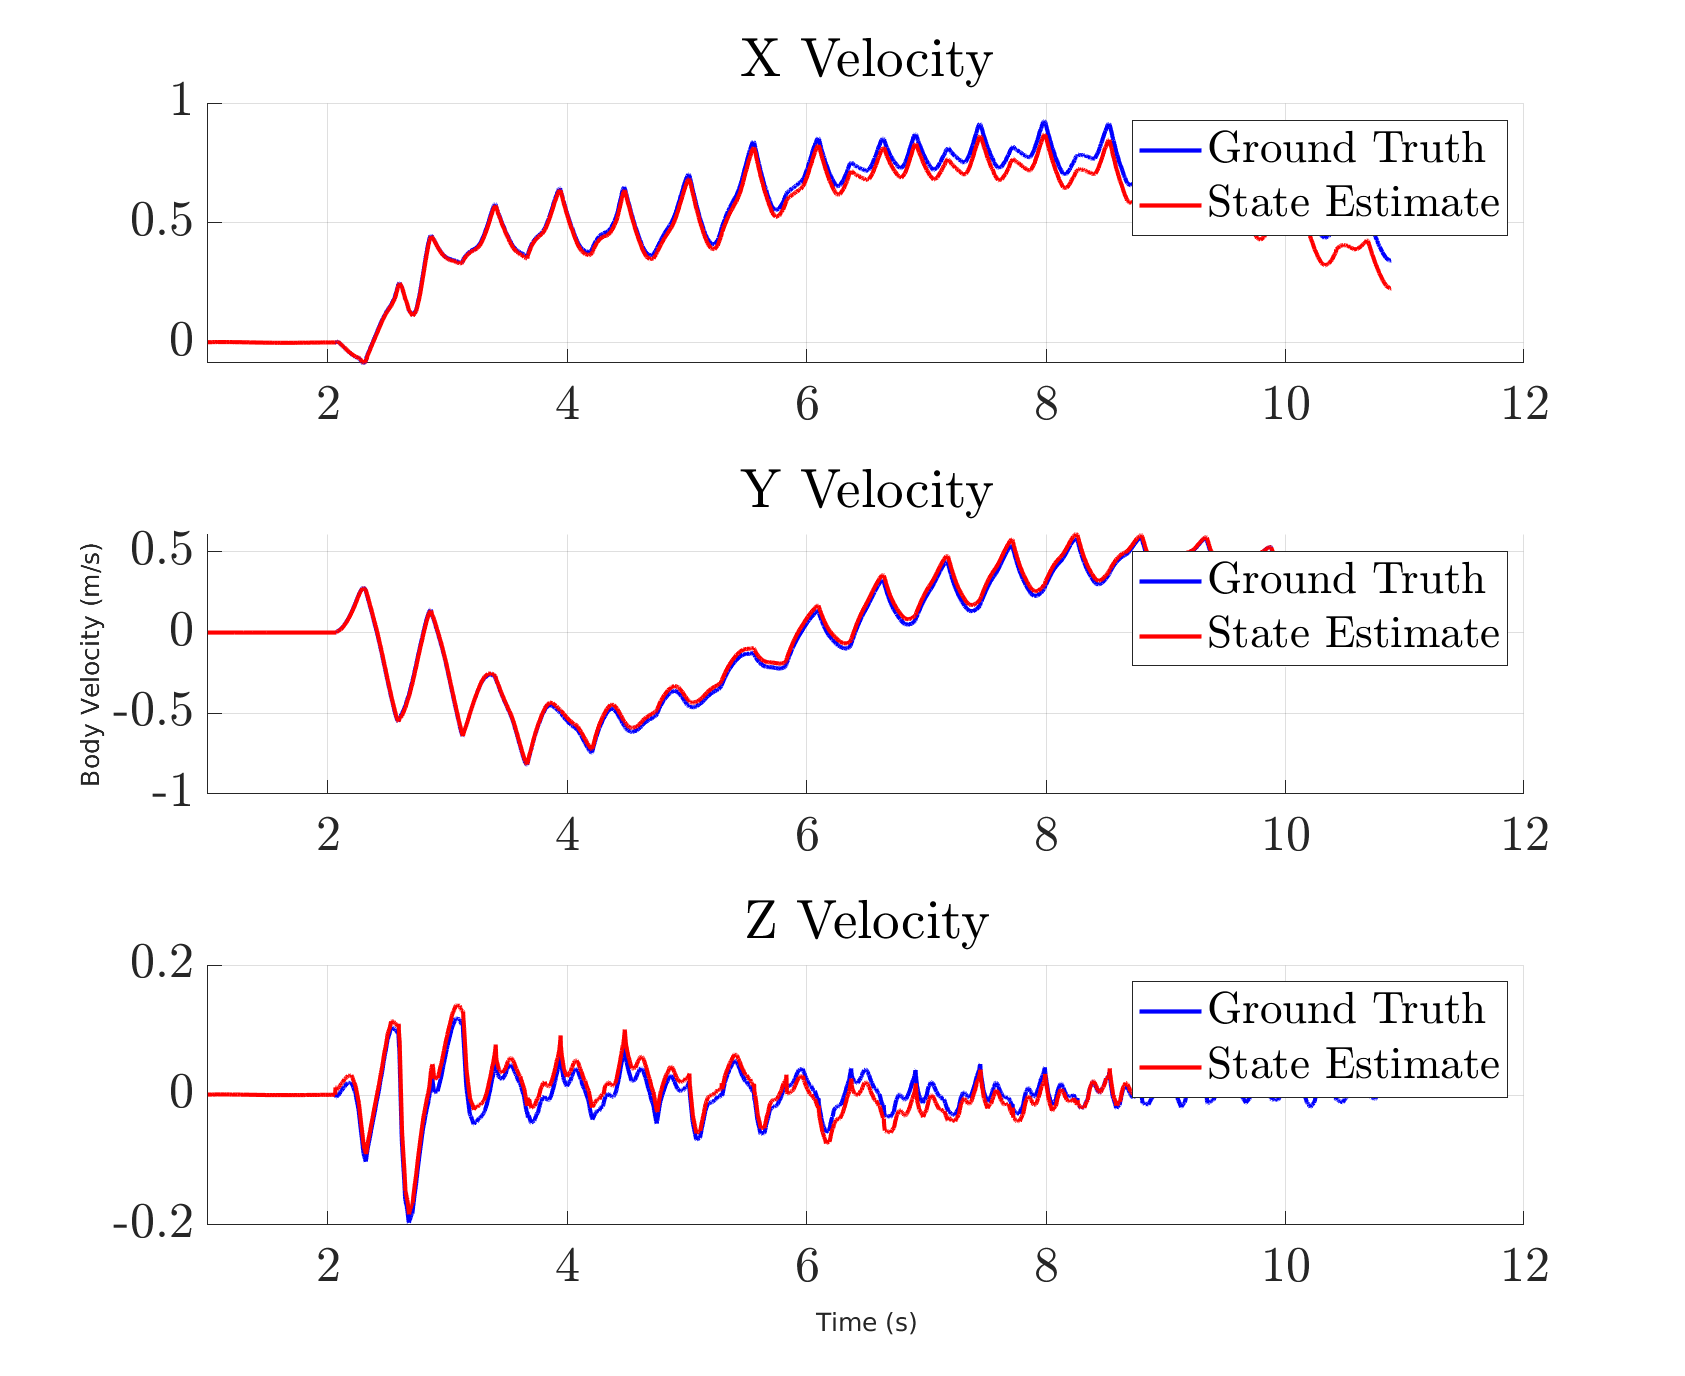 X Velocity
1
0.5
0
Ground Truth
State Estimate
2 4 6 8 10 12
Y Velocity
Body Velocity (m/s)
0.5
0
-0.5
-1
Ground Truth
State Estimate
2 4 6 8 10 12
Z Velocity
0.2
0
-0.2
Ground Truth
State Estimate
2 4 6 8 10 12
Time (s)